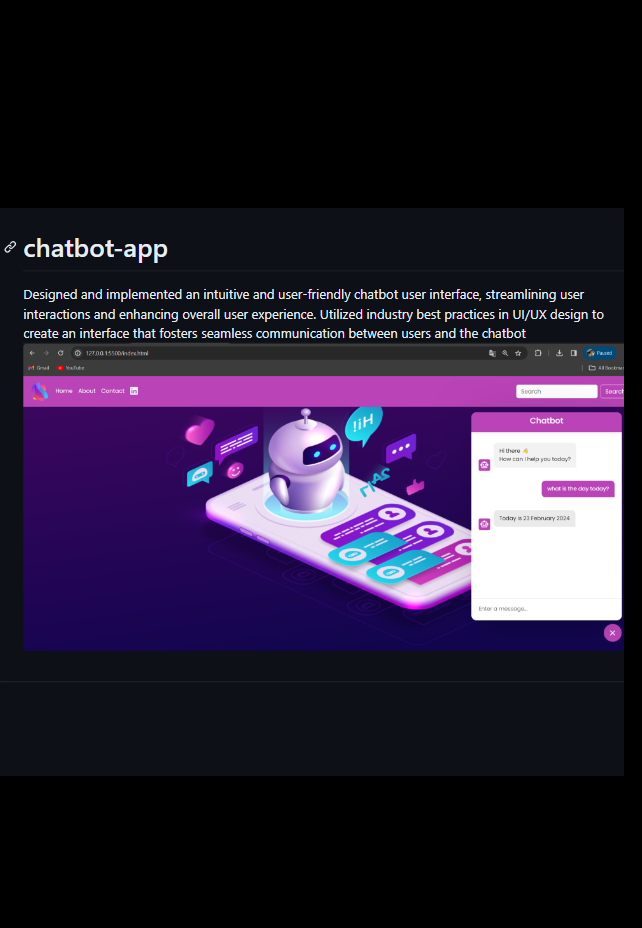 chatbot-app
Designed and implemented an intuitive and user-friendly chatbot user interface, streamlining user
interactions and enhancing overall user experience. Utilized industry best practices in UI/UX design to
create an interface that fosters seamless communication between users and the chatbot
127.0.0.1:5500/index.html
Paused
Gmail
YouTube
All Bookmar
Home
About
Contact
in
Search
Search
Chatbot
Hi!
Hi there 👋
How can I help you today?
what is the day today?
Today is 23 February 2024
Enter a message...